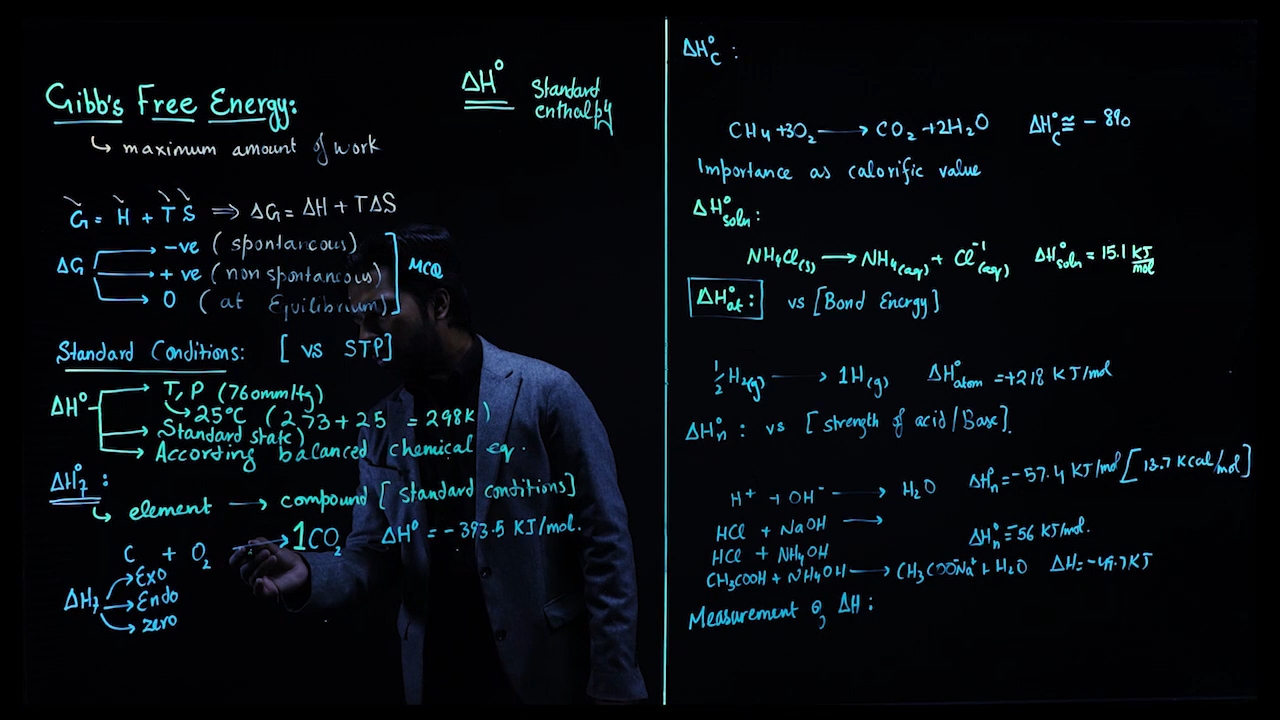 Gibb's Free Energy:
↳ maximum amount of work
G = H + TS ⇒ ΔG = ΔH + TΔS
ΔG
→ -ve (spontaneous)
→ +ve (non spontaneous)
→ 0 (at Equilibrium)
MCQ
ΔH° Standard
enthalpy
Standard Conditions: [vs STP]
ΔH°
→ T, P (760mmHg)
↳ 25°C (273+25 = 298K)
→ Standard state)
→ According balanced chemical eq.
ΔH°f :
↳ element → compound [standard conditions]
C + O₂ → 1CO₂ ΔH° = -393.5 KJ/mol.
ΔHf
→ Exo
→ Endo
→ zero
ΔH°C :
CH4 +3O₂ → CO₂ +2H₂O ΔH°C ≅ -890
Importance as calorific value
ΔH°soln :
NH4Cl(s) → NH4(aq) + Cl⁻¹(aq) ΔH°soln = 15.1 KJ/mol
ΔH°at : vs [Bond Energy]
½H₂(g) → 1H(g) ΔH°atom = +218 KJ/mol
ΔH°n : vs [strength of acid/Base].
H⁺ + OH⁻ → H₂O ΔH°n = -57.4 KJ/mol [13.7 Kcal/mol]
HCl + NaOH →
HCl + NH4OH ΔH°n = 56 KJ/mol.
CH₃COOH + NH4OH → CH₃COONa⁺ + H₂O ΔH = -49.7KJ
Measurement of ΔH :